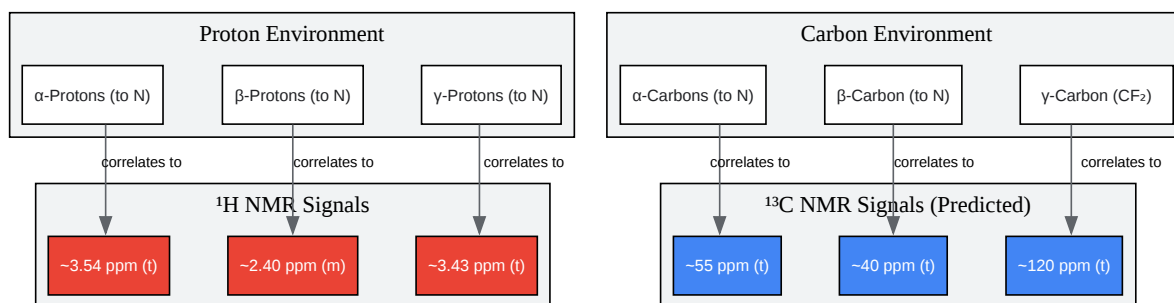 Proton Environment
α-Protons (to N)
β-Protons (to N)
γ-Protons (to N)
correlates to
correlates to
correlates to
¹H NMR Signals
~3.54 ppm (t)
~2.40 ppm (m)
~3.43 ppm (t)
Carbon Environment
α-Carbons (to N)
β-Carbon (to N)
γ-Carbon (CF₂)
correlates to
correlates to
correlates to
¹³C NMR Signals (Predicted)
~55 ppm (t)
~40 ppm (t)
~120 ppm (t)